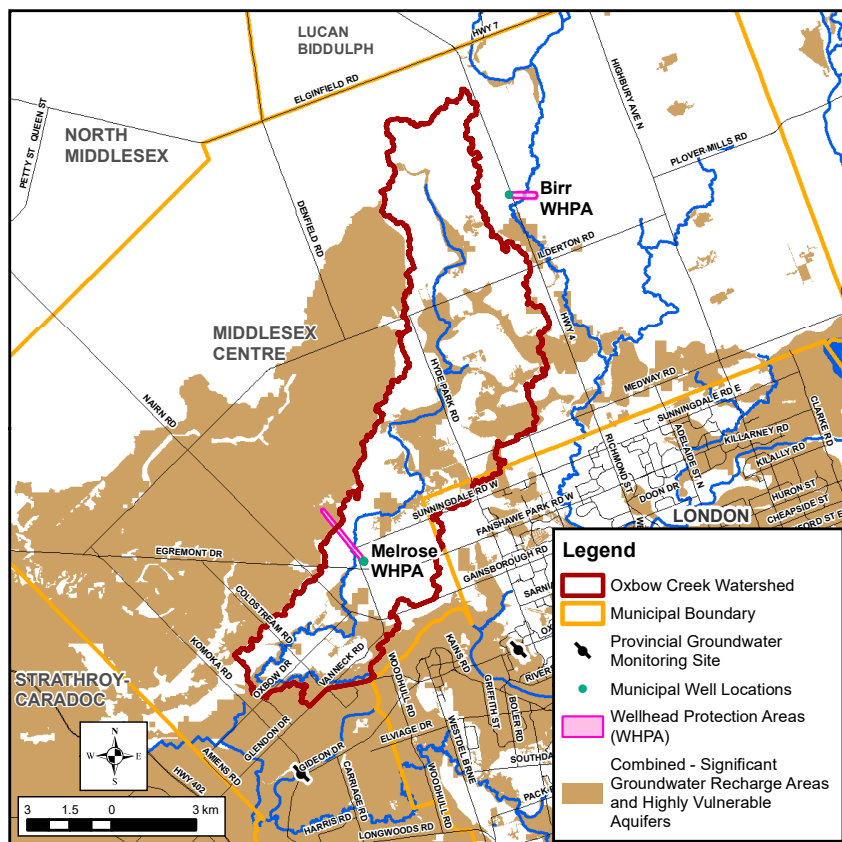 LUCAN
BIDDULPH
HWY 7
ELGINFIELD RD
HIGHBURY AVE N
PETTY ST
QUEEN ST
NORTH
MIDDLESEX
PLOVER MILLS RD
DENFIELD RD
Birr
WHPA
ILDERTON RD
HWY 4
MIDDLESEX
CENTRE
HYDE PARK RD
NAIRN RD
MEDWAY RD
SUNNINGDALE RD E
CLARKE RD
ADELAIDE ST N
KILLARNEY RD
KILALLY RD
RICHMOND ST
DOON DR
HURON ST
CHEAPSIDE ST
SUNNINGDALE RD W
FANSHAWE PARK RD W
LONDON
EGREMONT DR
Melrose
WHPA
GAINSBOROUGH RD
SARNIA
COLDSTREAM RD
KOMOKA RD
OXBOW DR
VANNECK RD
KAINS RD
WOODHULL RD
RIVERS
GRIFFITH ST
BOLER RD
STRATHROY-
CARADOC
GLENDON DR
AMIENS RD
GIDEON DR
ELVIAGE DR
WESTDEL BRNE
SOUTHDA
HWY 402
CARRIAGE RD
WOODHULL RD
PACK
HARRIS RD
LONGWOODS RD
N
W E
S
3 1.5 0 3 km
Legend
Oxbow Creek Watershed
Municipal Boundary
Provincial Groundwater
Monitoring Site
Municipal Well Locations
Wellhead Protection Areas
(WHPA)
Combined - Significant
Groundwater Recharge Areas
and Highly Vulnerable
Aquifers